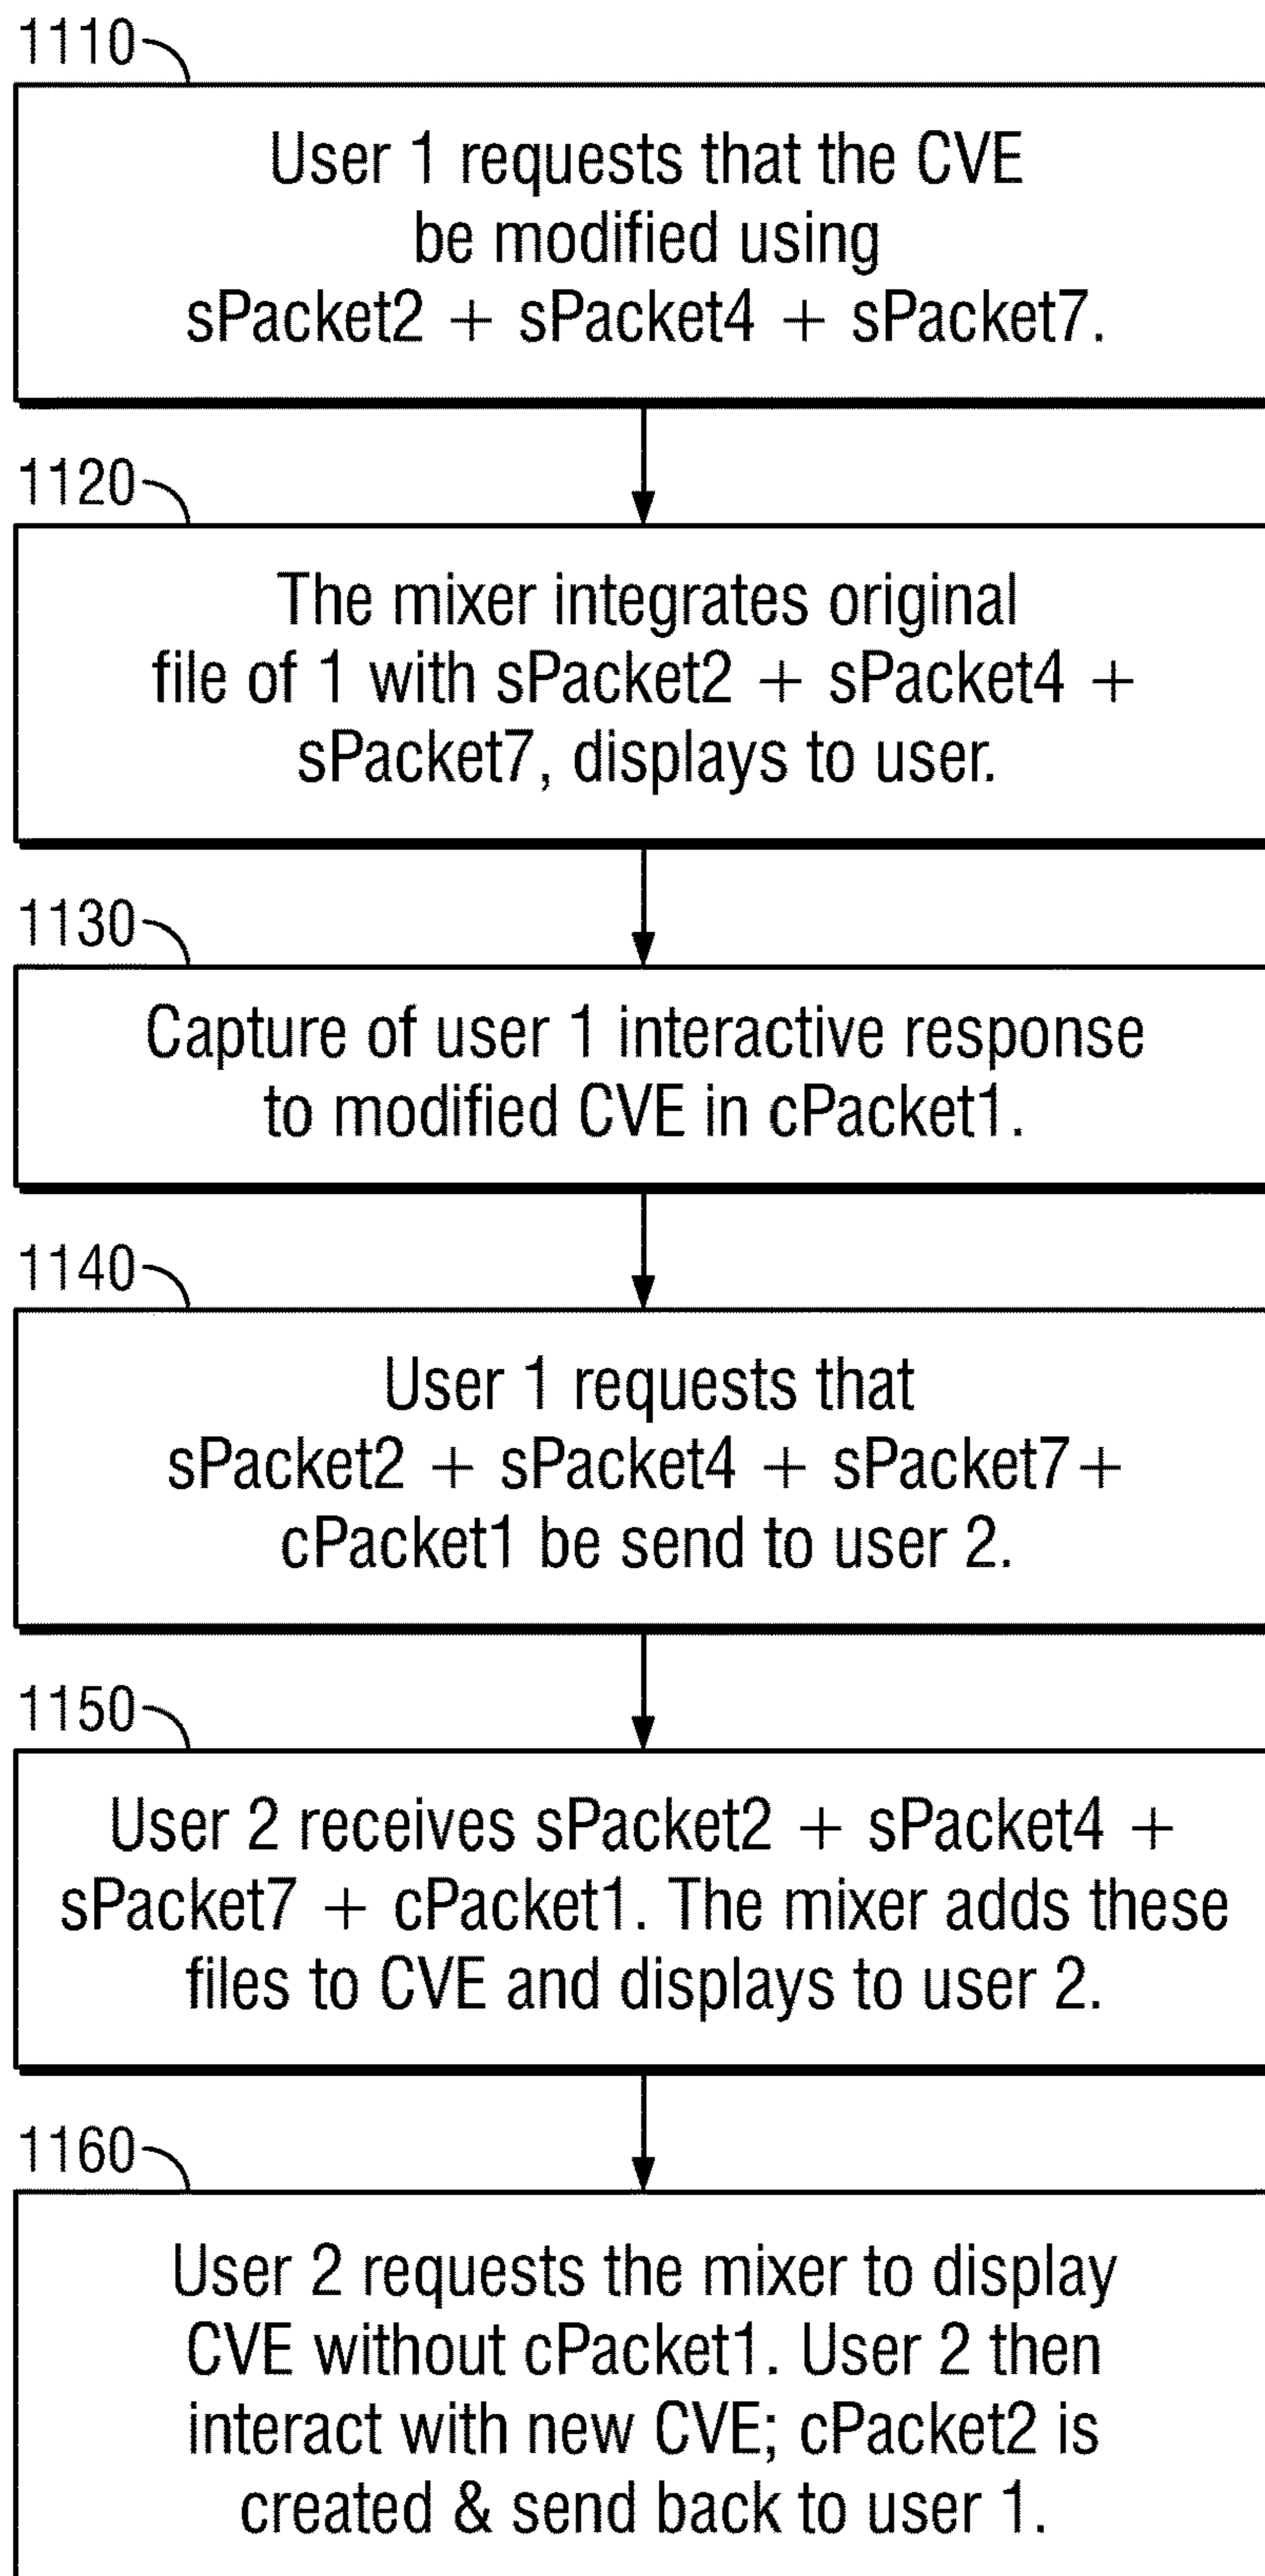 1110
User 1 requests that the CVE
be modified using
sPacket2 + sPacket4 + sPacket7.
1120
The mixer integrates original
file of 1 with sPacket2 + sPacket4 +
sPacket7, displays to user.
1130
Capture of user 1 interactive response
to modified CVE in cPacket1.
1140
User 1 requests that
sPacket2 + sPacket4 + sPacket7+
cPacket1 be send to user 2.
1150
User 2 receives sPacket2 + sPacket4 +
sPacket7 + cPacket1. The mixer adds these
files to CVE and displays to user 2.
1160
User 2 requests the mixer to display
CVE without cPacket1. User 2 then
interact with new CVE; cPacket2 is
created & send back to user 1.